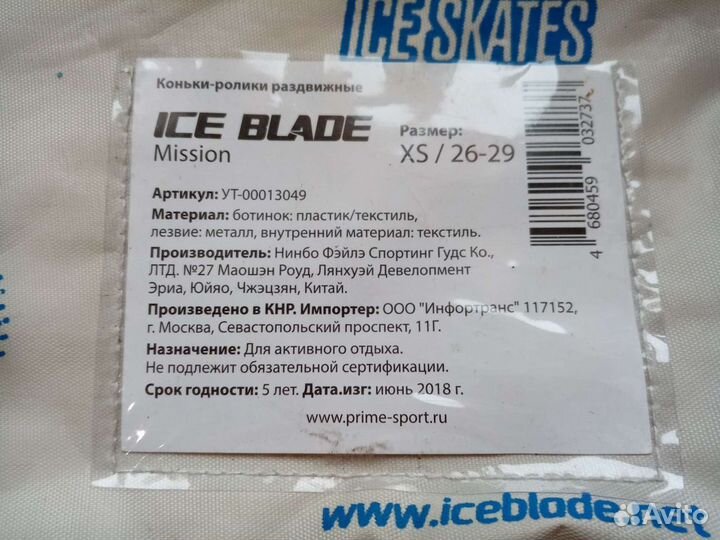 ICE SKATES
Коньки-ролики раздвижные
ICE BLADE
Mission
Размер:
XS / 26-29
Артикул: УТ-00013049
Материал: ботинок: пластик/текстиль,
лезвие: металл, внутренний материал: текстиль.
Производитель: Нинбо Фэйлэ Спортинг Гудс Ко.,
ЛТД. №27 Маошэн Роуд, Лянхуэй Девелопмент
Эриа, Юйяо, Чжэцзян, Китай.
Произведено в КНР. Импортер: ООО "Инфортранс" 117152,
г. Москва, Севастопольский проспект, 11Г.
Назначение: Для активного отдыха.
Не подлежит обязательной сертификации.
Срок годности: 5 лет. Дата.изг: июнь 2018 г.
www.prime-sport.ru
4 680459 032737
www.iceblade.net
Avito